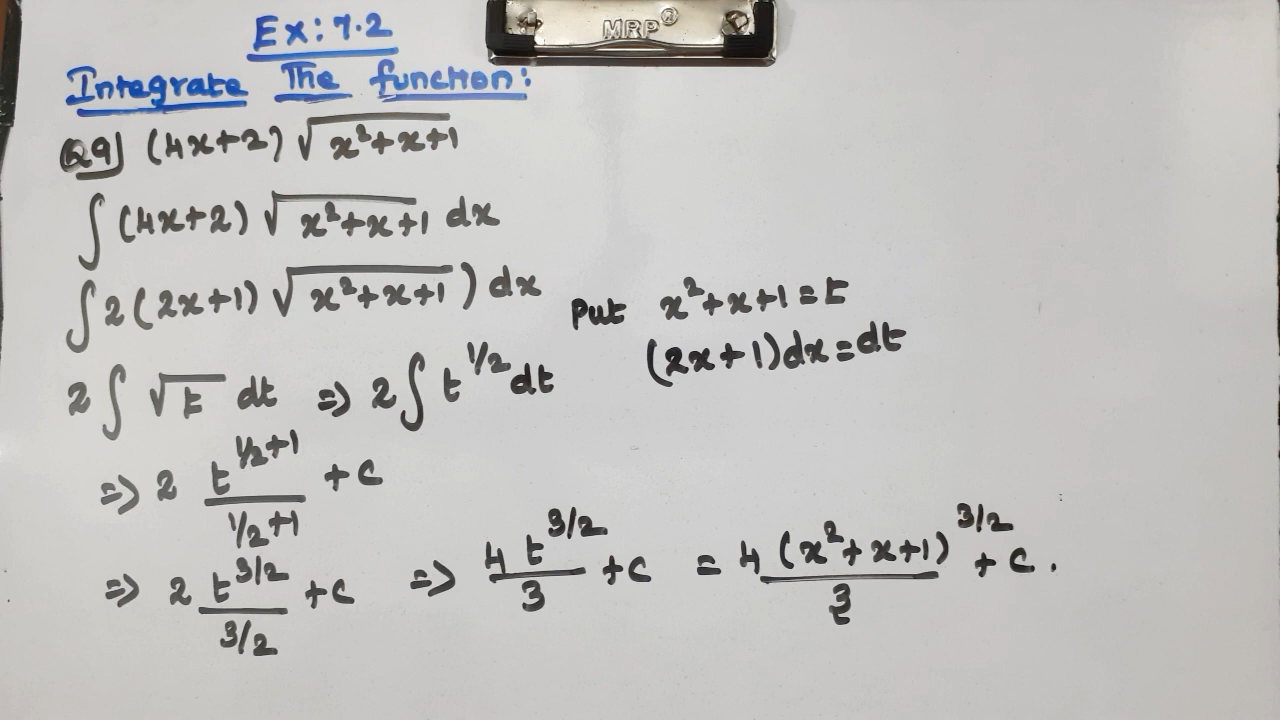 MRP®
Ex: 7.2
Integrate The function:
Q9] (4x+2) √x²+x+1
∫ (4x+2) √x²+x+1 dx
∫ 2 (2x+1) √x²+x+1 ) dx Put x²+x+1 = t
(2x+1)dx = dt
2 ∫ √t dt ⇒ 2 ∫ t^1/2 dt
⇒ 2 t^(1/2+1) / (1/2+1) + c
⇒ 2 t^3/2 / (3/2) + c ⇒ 4 t^3/2 / 3 + c = 4 (x²+x+1)^3/2 / 3 + c.